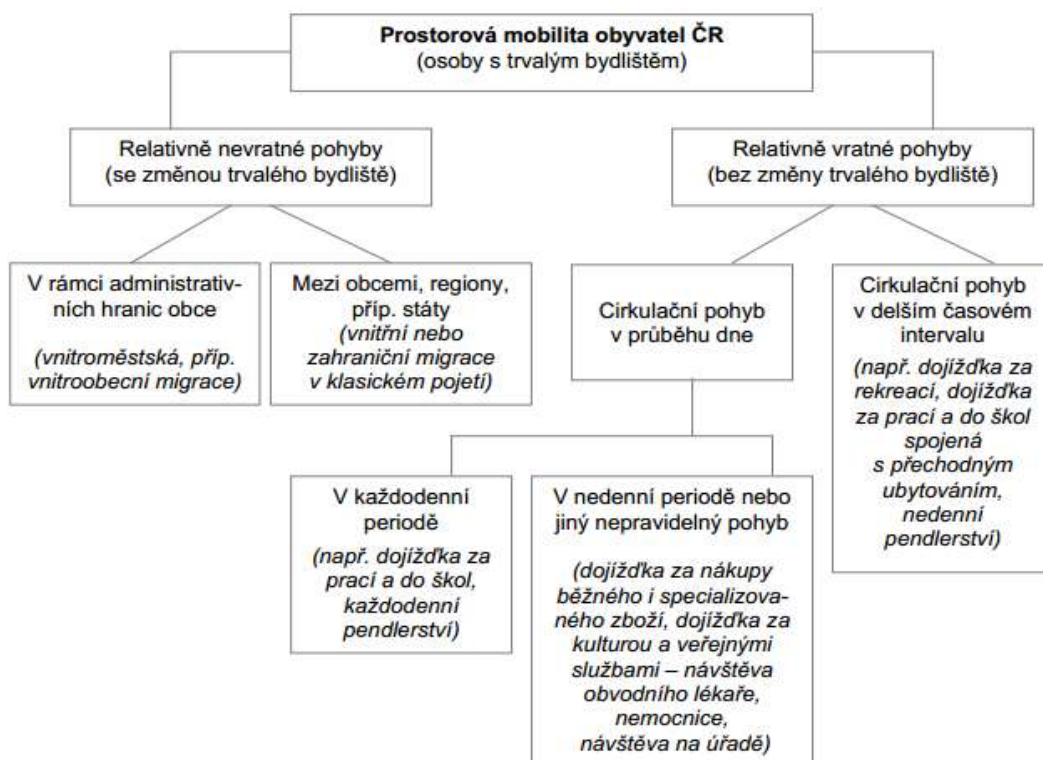 Prostorová mobilita obyvatel ČR
(osoby s trvalým bydlištěm)
Relativně nevratné pohyby
(se změnou trvalého bydliště)
Relativně vratné pohyby
(bez změny trvalého bydliště)
V rámci administrativ-
ních hranic obce
(vnitroměstská, příp.
vnitroobecní migrace)
Mezi obcemi, regiony,
příp. státy
(vnitřní nebo
zahraniční migrace
v klasickém pojetí)
Cirkulační pohyb
v průběhu dne
Cirkulační pohyb
v delším časovém
intervalu
(např. dojížďka za
rekreací, dojížďka
za prací a do škol
spojená
s přechodným
ubytováním,
nedenní
pendlerství)
V každodenní
periodě
(např. dojížďka za
prací a do škol,
každodenní
pendlerství)
V nedenní periodě nebo
jiný nepravidelný pohyb
(dojížďka za nákupy
běžného i specializova-
ného zboží, dojížďka za
kulturou a veřejnými
službami – návštěva
obvodního lékaře,
nemocnice,
návštěva na úřadě)